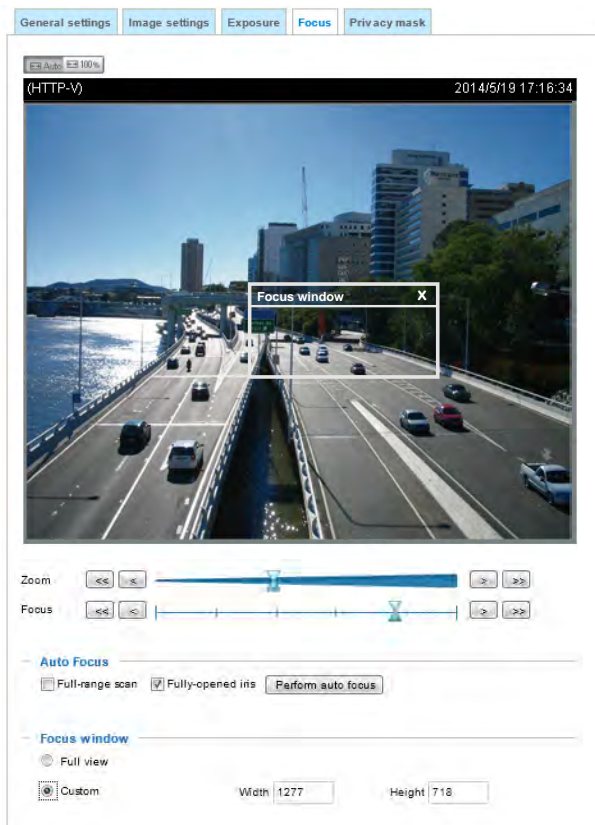 General settings Image settings Exposure Focus Privacy mask
Auto 100%
(HTTP-V) 2014/5/19 17:16:34
Focus window X
Zoom << < > >>
Focus << < > >>
Auto Focus
Full-range scan Fully-opened iris Perform auto focus
Focus window
Full view
Custom Width 1277 Height 718